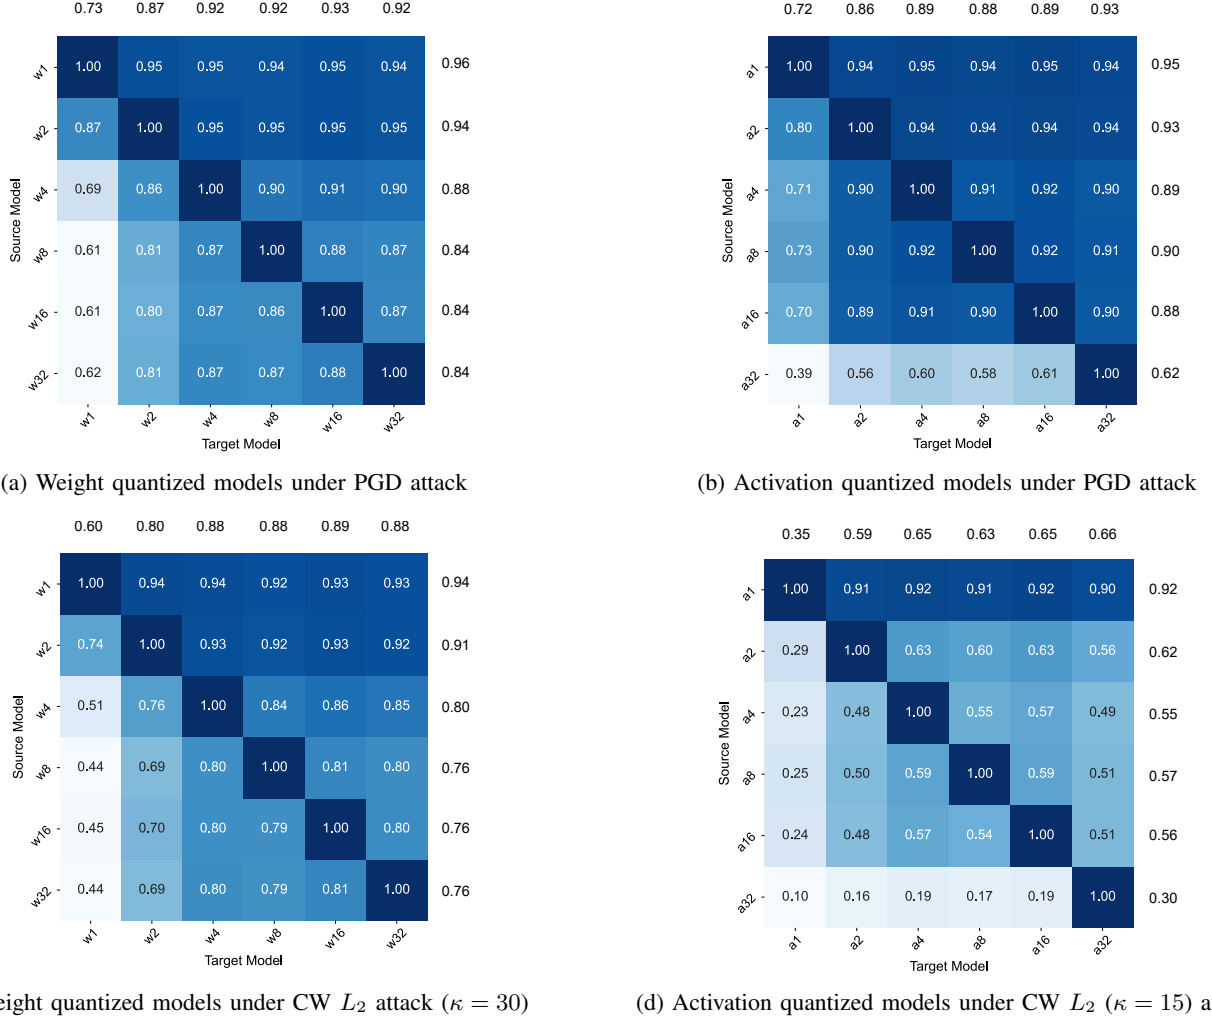 0.73 0.87 0.92 0.92 0.93 0.92
w1 1.00 0.95 0.95 0.94 0.95 0.94 0.96
w2 0.87 1.00 0.95 0.95 0.95 0.95 0.94
w4 0.69 0.86 1.00 0.90 0.91 0.90 0.88
w8 0.61 0.81 0.87 1.00 0.88 0.87 0.84
w16 0.61 0.80 0.87 0.86 1.00 0.87 0.84
w32 0.62 0.81 0.87 0.87 0.88 1.00 0.84
Source Model
w1 w2 w4 w8 w16 w32
Target Model
(a) Weight quantized models under PGD attack
0.72 0.86 0.89 0.88 0.89 0.93
a1 1.00 0.94 0.95 0.94 0.95 0.94 0.95
a2 0.80 1.00 0.94 0.94 0.94 0.94 0.93
a4 0.71 0.90 1.00 0.91 0.92 0.90 0.89
a8 0.73 0.90 0.92 1.00 0.92 0.91 0.90
a16 0.70 0.89 0.91 0.90 1.00 0.90 0.88
a32 0.39 0.56 0.60 0.58 0.61 1.00 0.62
Source Model
a1 a2 a4 a8 a16 a32
Target Model
(b) Activation quantized models under PGD attack
0.60 0.80 0.88 0.88 0.89 0.88
w1 1.00 0.94 0.94 0.92 0.93 0.93 0.94
w2 0.74 1.00 0.93 0.92 0.93 0.92 0.91
w4 0.51 0.76 1.00 0.84 0.86 0.85 0.80
w8 0.44 0.69 0.80 1.00 0.81 0.80 0.76
w16 0.45 0.70 0.80 0.79 1.00 0.80 0.76
w32 0.44 0.69 0.80 0.79 0.81 1.00 0.76
Source Model
w1 w2 w4 w8 w16 w32
Target Model
eight quantized models under CW L₂ attack (κ = 30)
0.35 0.59 0.65 0.63 0.65 0.66
a1 1.00 0.91 0.92 0.91 0.92 0.90 0.92
a2 0.29 1.00 0.63 0.60 0.63 0.56 0.62
a4 0.23 0.48 1.00 0.55 0.57 0.49 0.55
a8 0.25 0.50 0.59 1.00 0.59 0.51 0.57
a16 0.24 0.48 0.57 0.54 1.00 0.51 0.56
a32 0.10 0.16 0.19 0.17 0.19 1.00 0.30
Source Model
a1 a2 a4 a8 a16 a32
Target Model
(d) Activation quantized models under CW L₂ (κ = 15) a